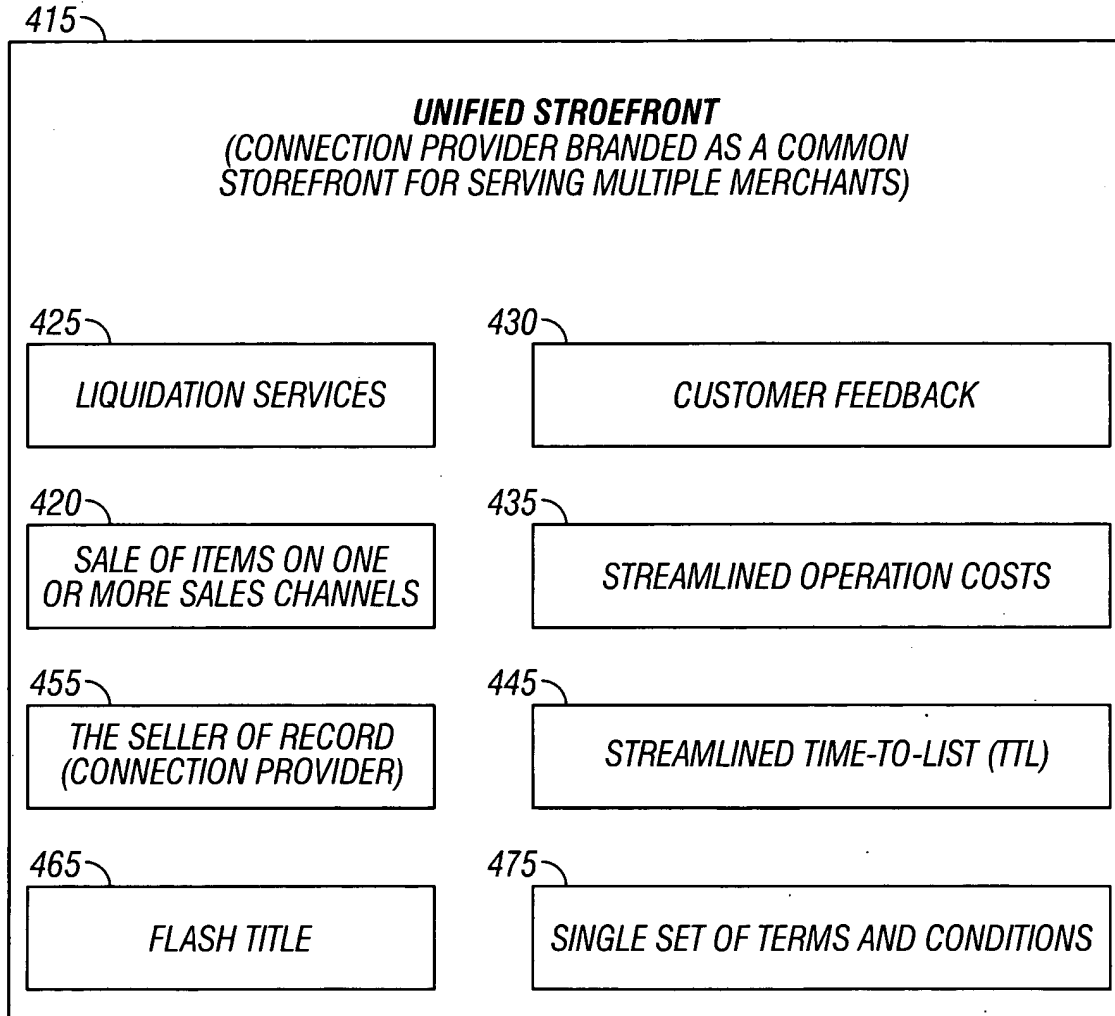 415
UNIFIED STROEFRONT
(CONNECTION PROVIDER BRANDED AS A COMMON
STOREFRONT FOR SERVING MULTIPLE MERCHANTS)
425
LIQUIDATION SERVICES
430
CUSTOMER FEEDBACK
420
SALE OF ITEMS ON ONE
OR MORE SALES CHANNELS
435
STREAMLINED OPERATION COSTS
455
THE SELLER OF RECORD
(CONNECTION PROVIDER)
445
STREAMLINED TIME-TO-LIST (TTL)
465
FLASH TITLE
475
SINGLE SET OF TERMS AND CONDITIONS